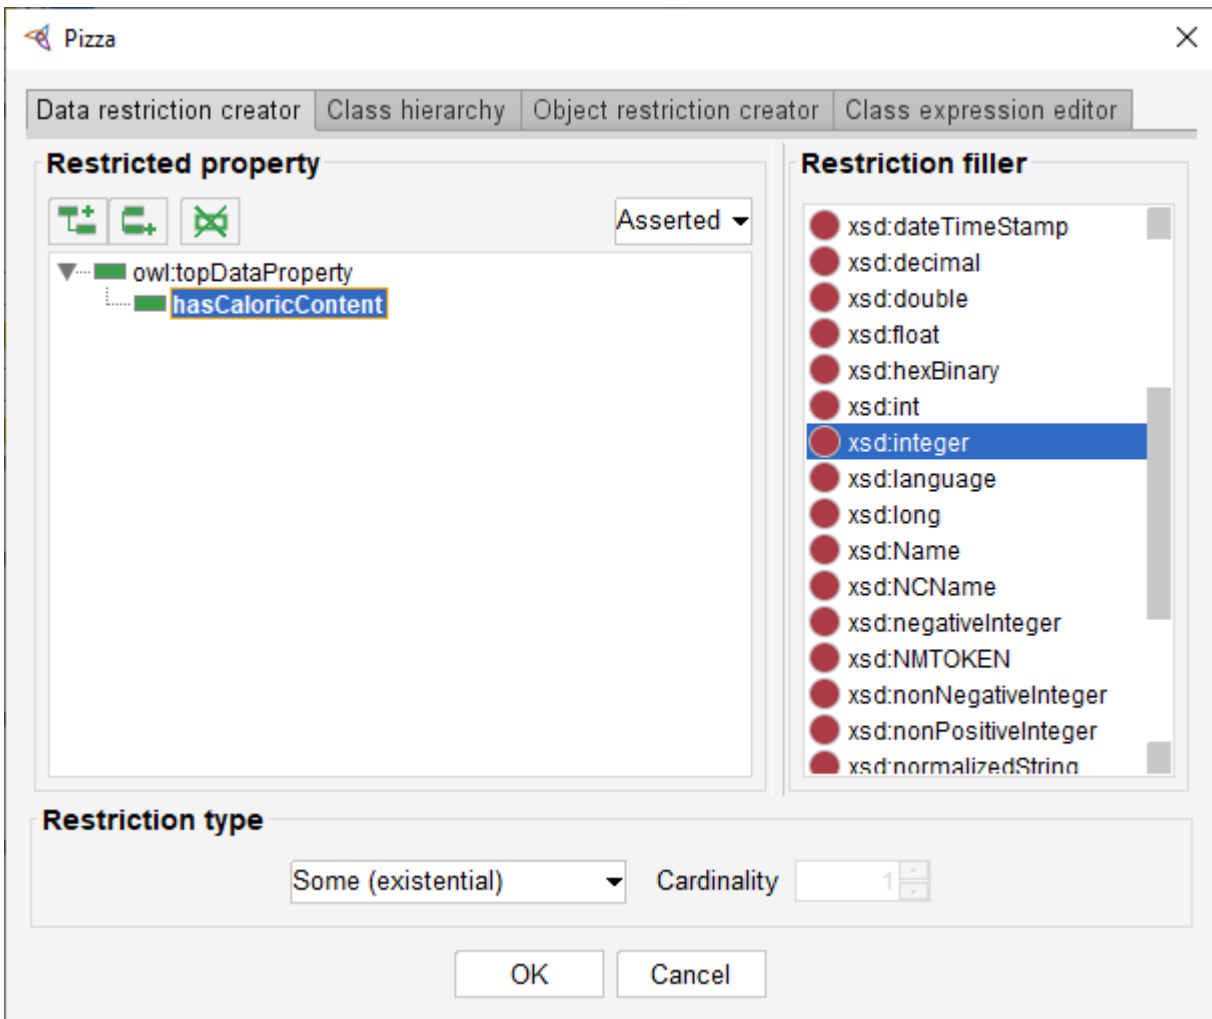 Pizza
Data restriction creator
Class hierarchy
Object restriction creator
Class expression editor
Restricted property
Asserted
owl:topDataProperty
hasCaloricContent
Restriction filler
xsd:dateTimeStamp
xsd:decimal
xsd:double
xsd:float
xsd:hexBinary
xsd:int
xsd:integer
xsd:language
xsd:long
xsd:Name
xsd:NCName
xsd:negativeInteger
xsd:NMTOKEN
xsd:nonNegativeInteger
xsd:nonPositiveInteger
xsd:normalizedString
Restriction type
Some (existential)
Cardinality
1
OK
Cancel